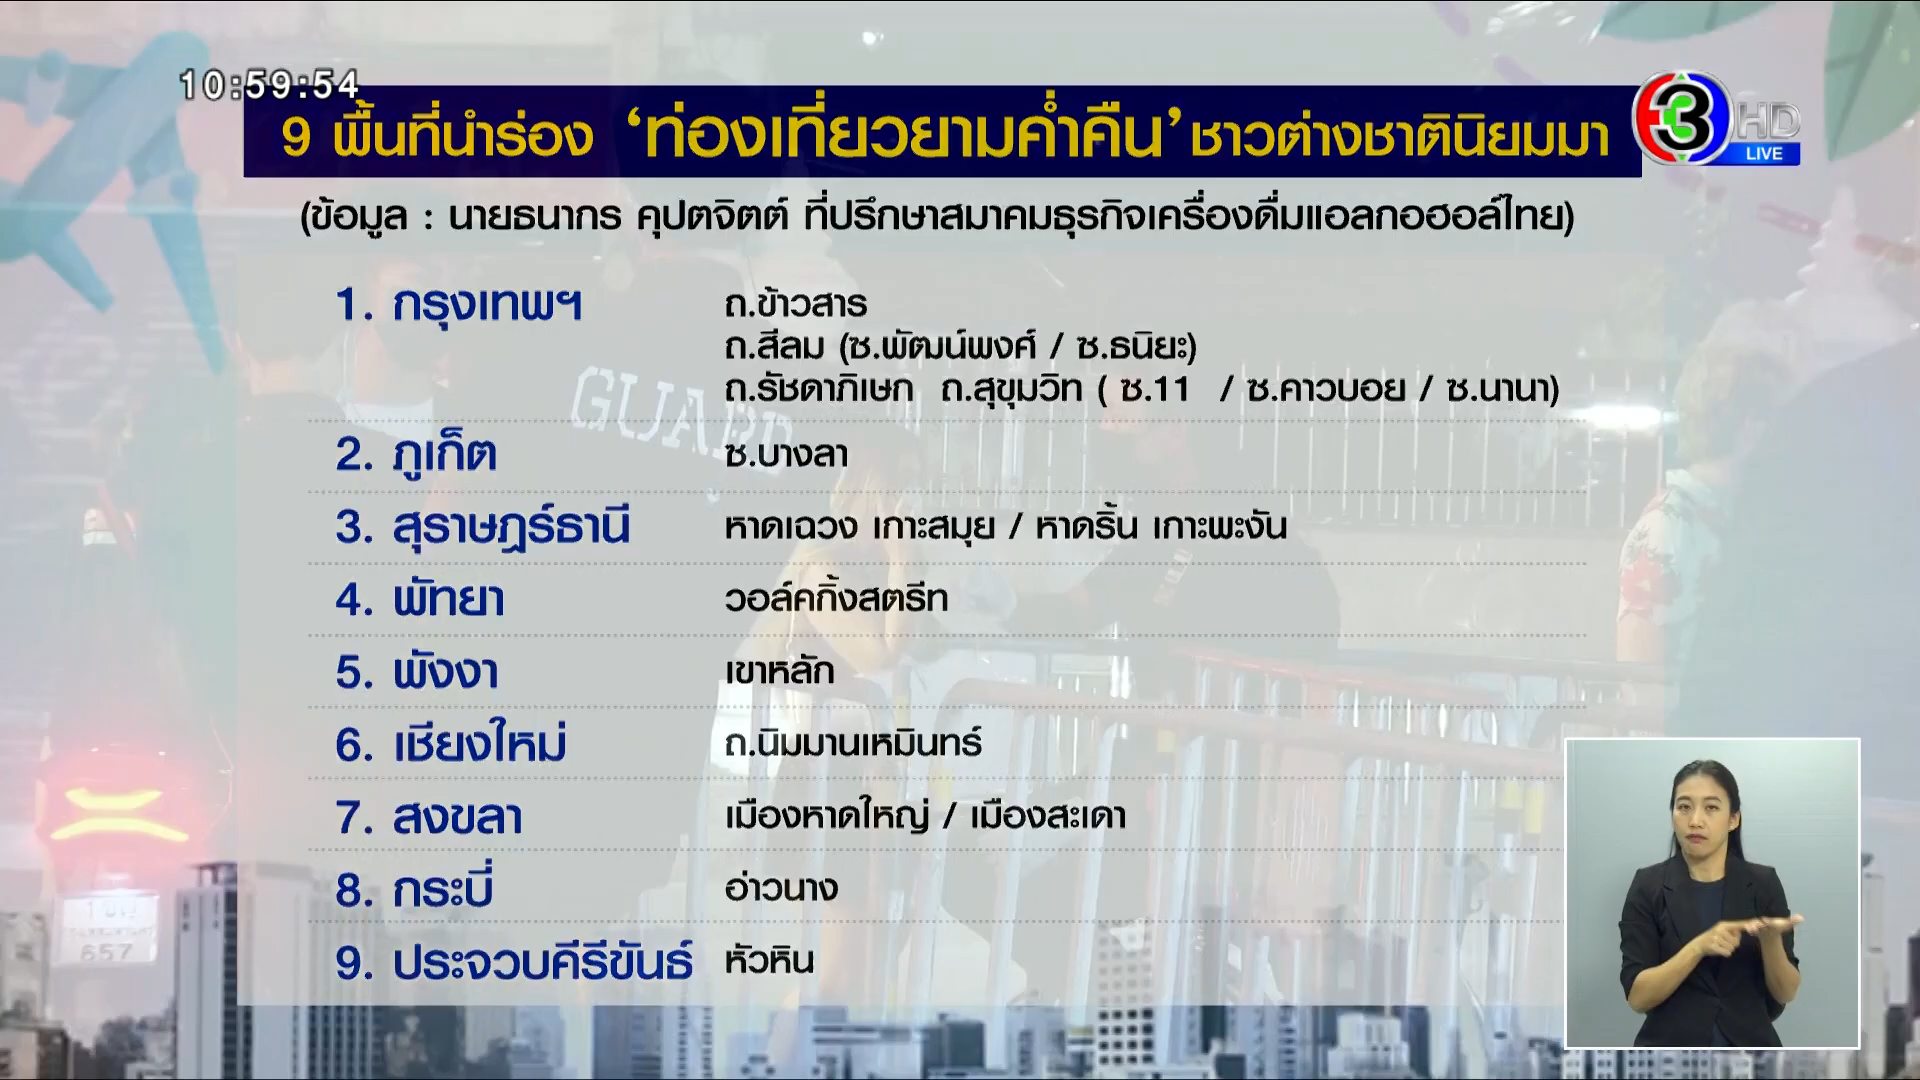 10:59:54
9 พื้นที่นำร่อง ‘ท่องเที่ยวยามค่ำคืน’ ชาวต่างชาตินิยมมา
3 HD
LIVE
(ข้อมูล : นายธนากร คุปตจิตต์ ที่ปรึกษาสมาคมธุรกิจเครื่องดื่มแอลกอฮอล์ไทย)
1. กรุงเทพฯ ถ.ข้าวสาร
ถ.สีลม (ซ.พัฒน์พงศ์ / ซ.ธนิยะ)
ถ.รัชดาภิเษก ถ.สุขุมวิท ( ซ.11 / ซ.คาวบอย / ซ.นานา)
GUARD
2. ภูเก็ต ซ.บางลา
3. สุราษฎร์ธานี หาดเฉวง เกาะสมุย / หาดริ้น เกาะพะงัน
4. พัทยา วอล์คกิ้งสตรีท
5. พังงา เขาหลัก
6. เชียงใหม่ ถ.นิมมานเหมินทร์
7. สงขลา เมืองหาดใหญ่ / เมืองสะเดา
8. กระบี่ อ่าวนาง
9. ประจวบคีรีขันธ์ หัวหิน
657